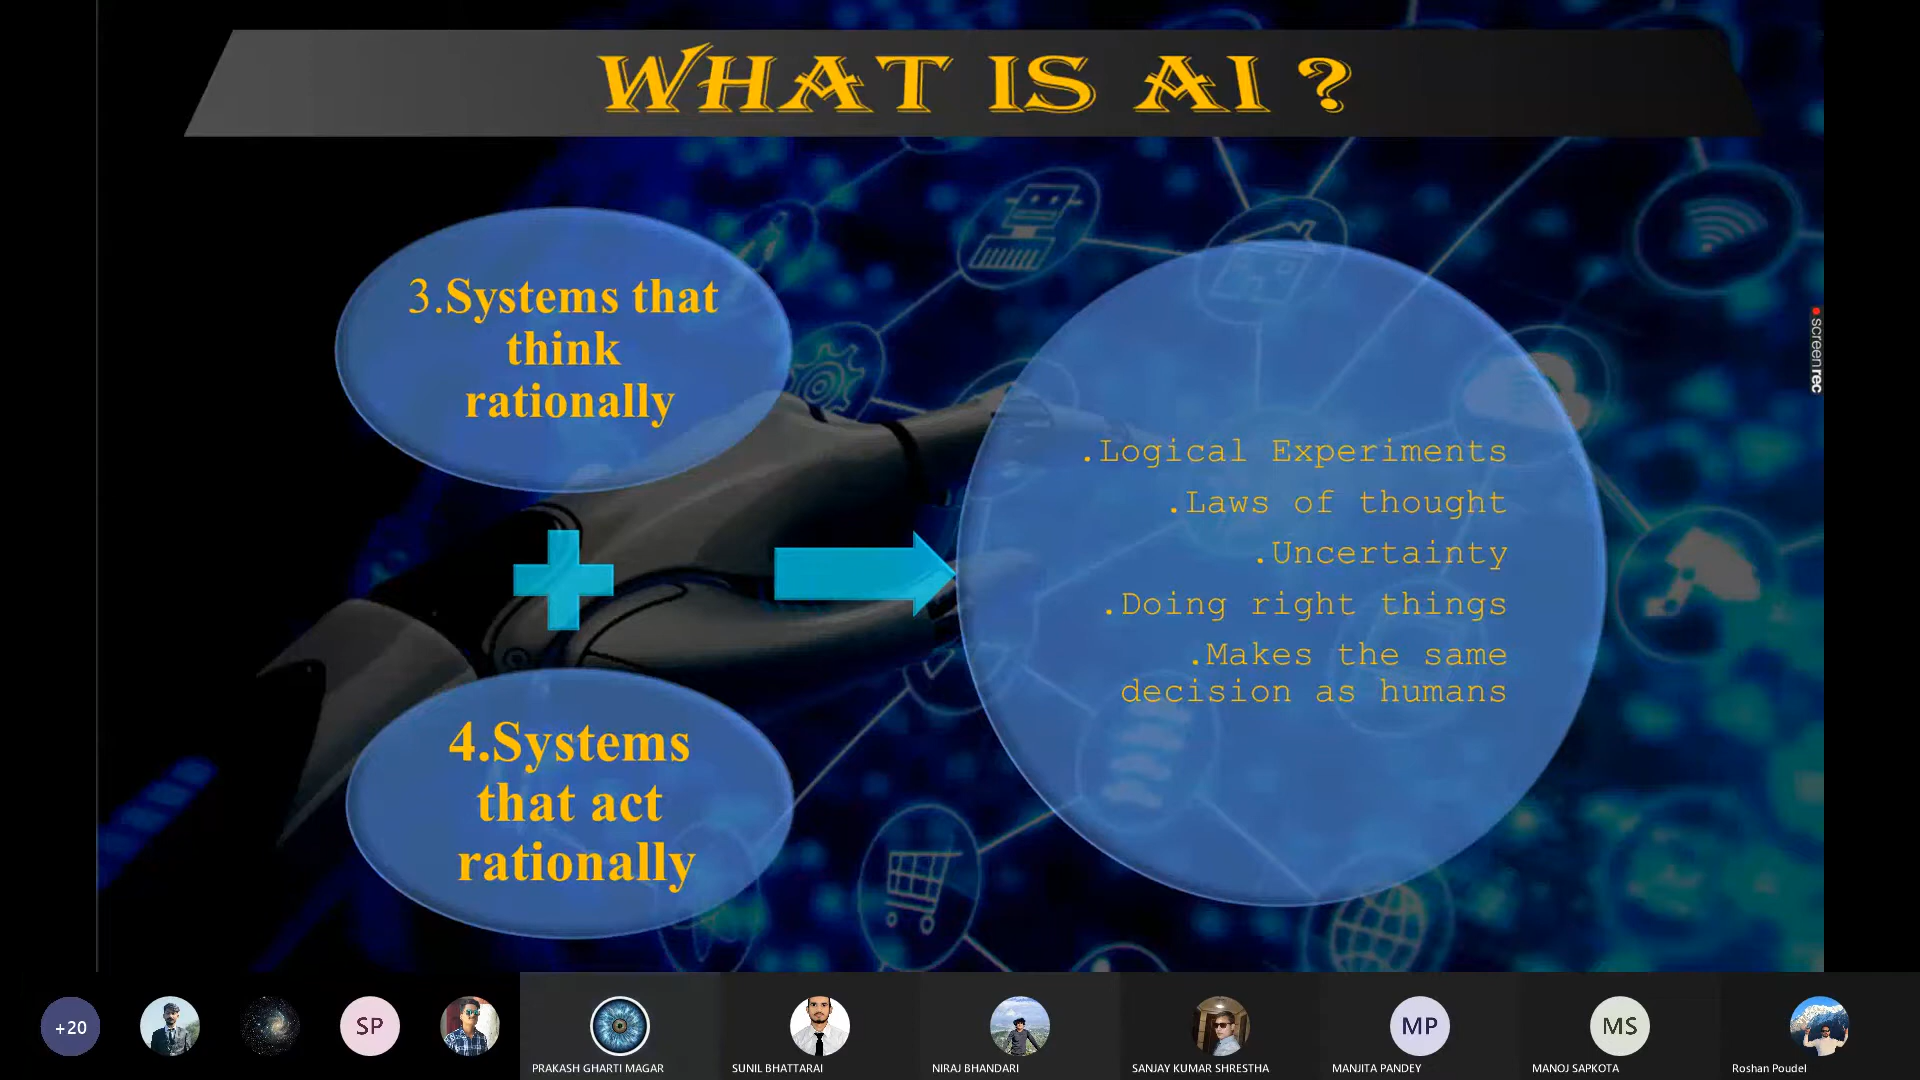 WHAT IS AI ?
3.Systems that
think
rationally
4.Systems
that act
rationally
.Logical Experiments
.Laws of thought
.Uncertainty
.Doing right things
.Makes the same
decision as humans
screenrec
+20
SP
MP
MS
PRAKASH GHARTI MAGAR
SUNIL BHATTARAI
NIRAJ BHANDARI
SANJAY KUMAR SHRESTHA
MANJITA PANDEY
MANOJ SAPKOTA
Roshan Poudel